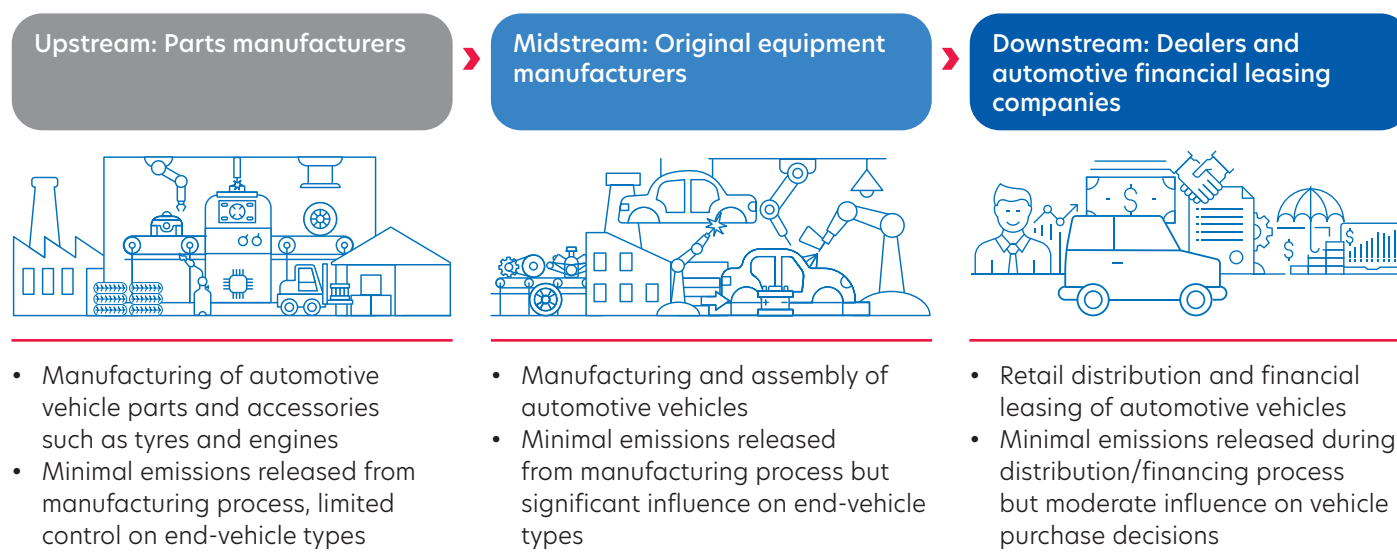 Upstream: Parts manufacturers
Midstream: Original equipment
manufacturers
Downstream: Dealers and
automotive financial leasing
companies
$
$
$
• Manufacturing of automotive
vehicle parts and accessories
such as tyres and engines
• Minimal emissions released from
manufacturing process, limited
control on end-vehicle types
• Manufacturing and assembly of
automotive vehicles
• Minimal emissions released
from manufacturing process but
significant influence on end-vehicle
types
• Retail distribution and financial
leasing of automotive vehicles
• Minimal emissions released during
distribution/financing process
but moderate influence on vehicle
purchase decisions